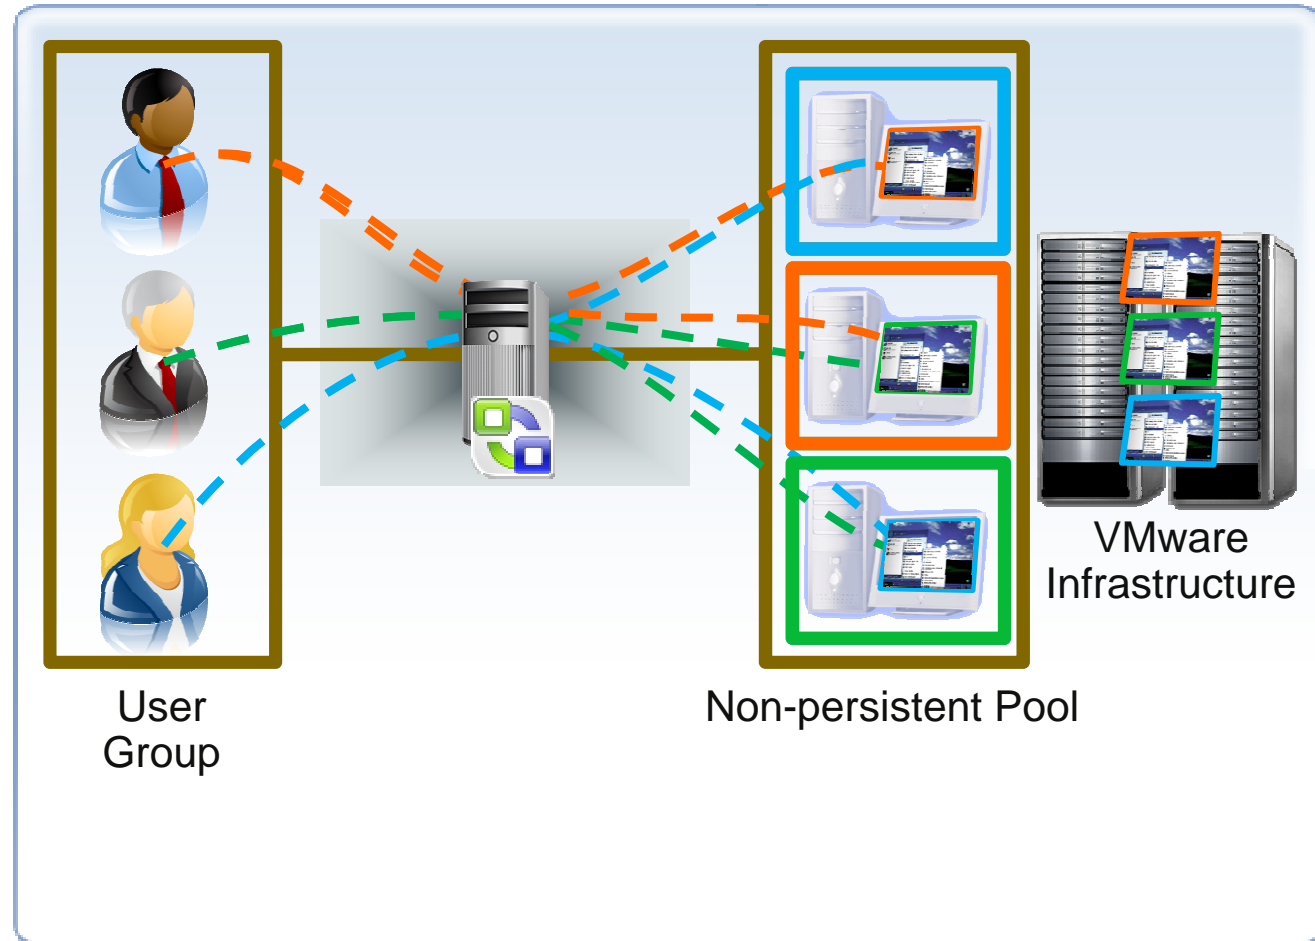 VMware
Infrastructure
User
Group
Non-persistent Pool